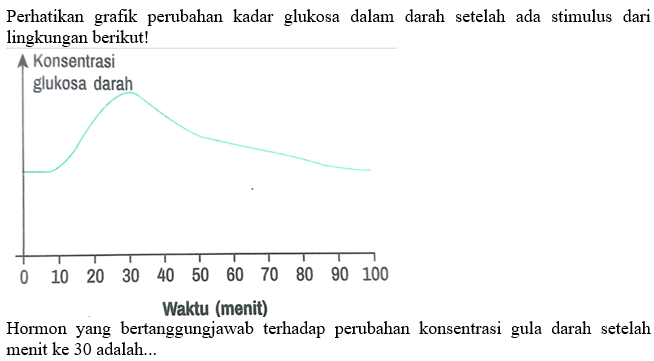 Perhatikan grafik perubahan kadar glukosa dalam darah setelah ada stimulus dari
lingkungan berikut!
Konsentrasi
glukosa darah
0 10 20 30 40 50 60 70 80 90 100
Waktu (menit)
Hormon yang bertanggungjawab terhadap perubahan konsentrasi gula darah setelah
menit ke 30 adalah...